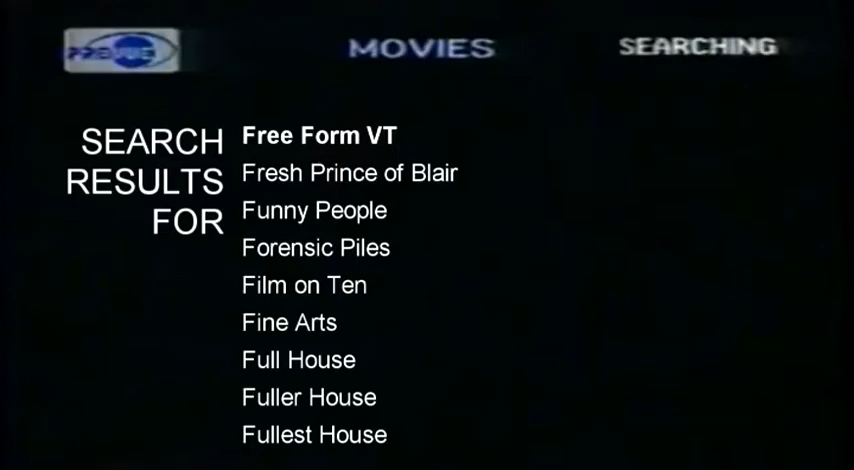 PREVUE
MOVIES
SEARCHING
SEARCH
RESULTS
FOR
Free Form VT
Fresh Prince of Blair
Funny People
Forensic Piles
Film on Ten
Fine Arts
Full House
Fuller House
Fullest House